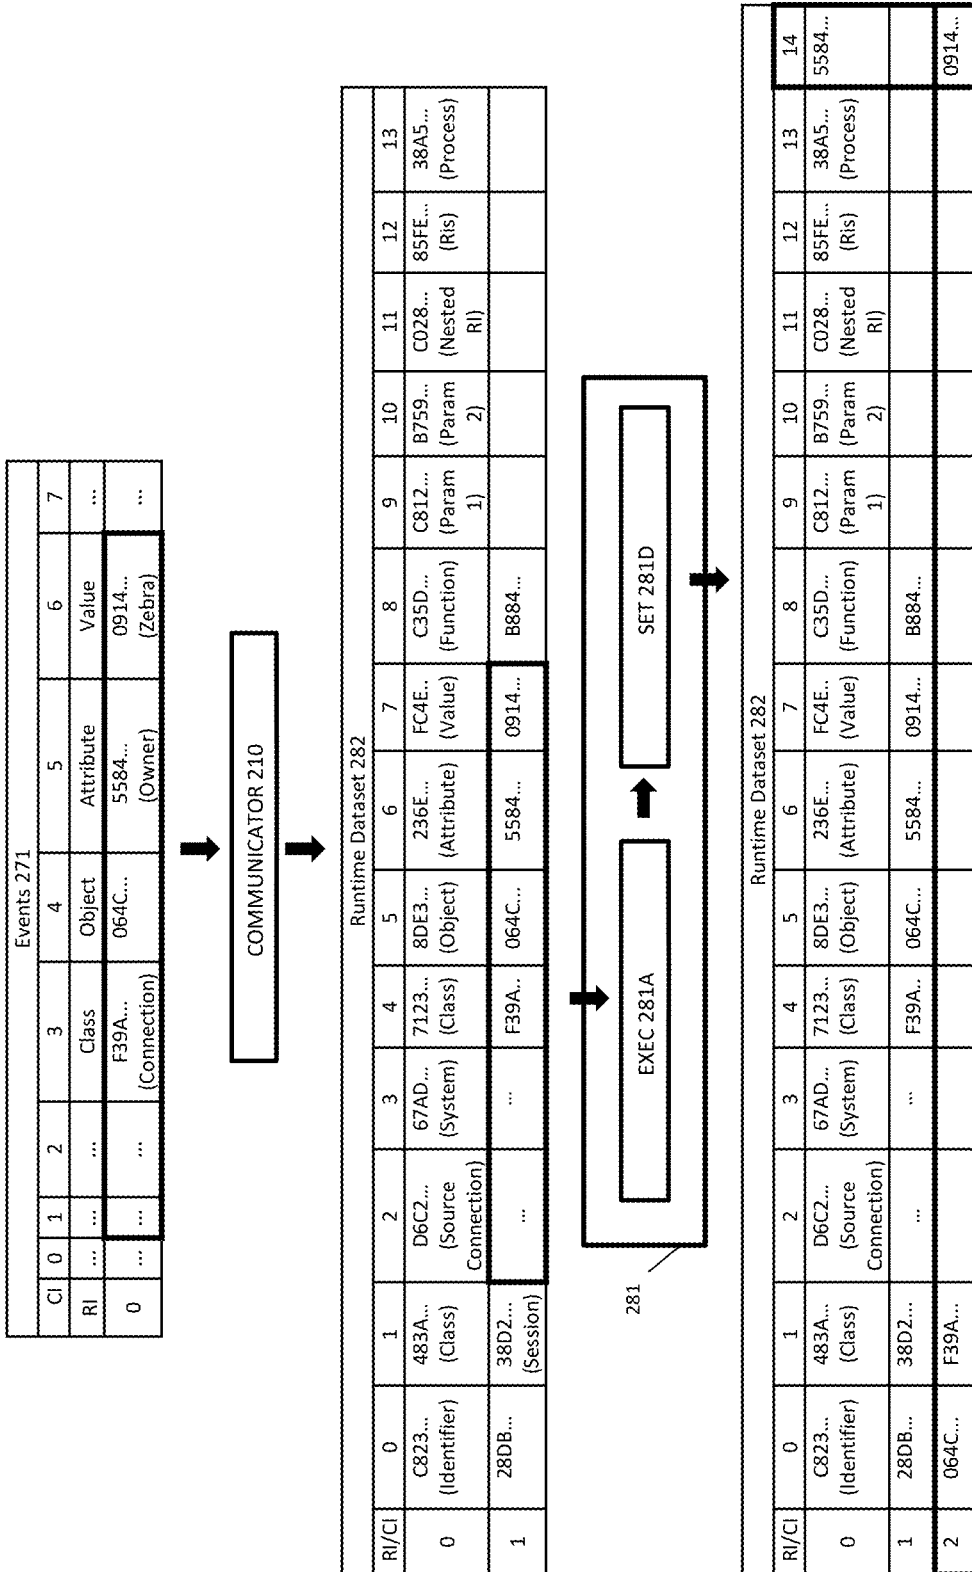 Events 271
CI 0 1 2 3 4 5 6 7
RI ... ... ... Class Object Attribute Value ...
0 ... ... ... F39A... 064C... 5584... 0914... ...
(Connection) (Owner) (Zebra)
COMMUNICATOR 210
Runtime Dataset 282
RI/CI 0 1 2 3 4 5 6 7 8 9 10 11 12 13
0 C823... 483A... D6C2... 67AD... 7123... 8DE3... 236E... FC4E.. C35D... C812... B759... C028... 85FE... 38A5...
(Identifier) (Class) (Source (System) (Class) (Object) (Attribute) (Value) (Function) (Param (Param (Nested (Ris) (Process)
Connection) 1) 2) RI)
1 28DB... 38D2... ... ... F39A.. 064C... 5584... 0914... B884...
(Session)
EXEC 281A SET 281D
281
Runtime Dataset 282
RI/CI 0 1 2 3 4 5 6 7 8 9 10 11 12 13 14
0 C823... 483A... D6C2... 67AD... 7123... 8DE3... 236E... FC4E.. C35D... C812... B759... C028... 85FE... 38A5... 5584...
(Identifier) (Class) (Source (System) (Class) (Object) (Attribute) (Value) (Function) (Param (Param (Nested (Ris) (Process)
Connection) 1) 2) RI)
1 28DB... 38D2... ... ... F39A.. 064C... 5584... 0914... B884...
2 064C... F39A... 0914...